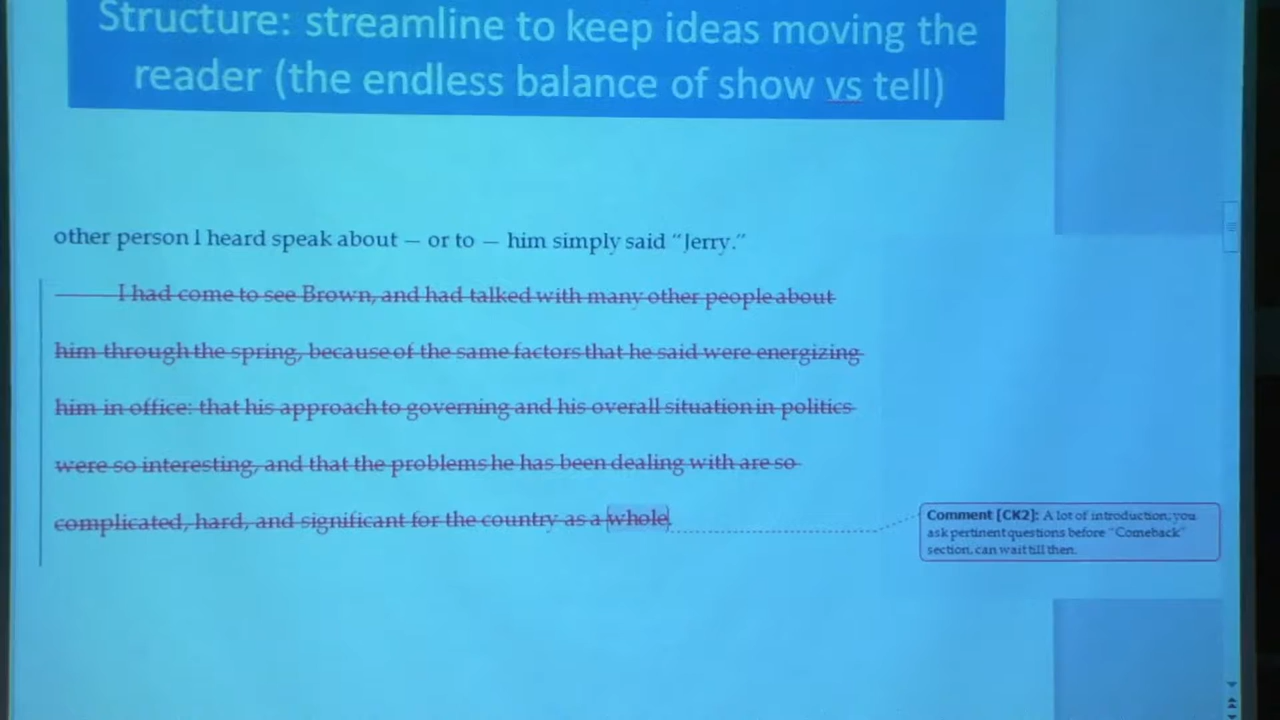 Structure: streamline to keep ideas moving the
reader (the endless balance of show vs tell)
other person I heard speak about — or to — him simply said “Jerry.”
I had come to see Brown, and had talked with many other people about
him through the spring, because of the same factors that he said were energizing
him in office: that his approach to governing and his overall situation in politics
were so interesting, and that the problems he has been dealing with are so
complicated, hard, and significant for the country as a whole.
Comment [CK2]: A lot of introduction, you
ask pertinent questions before “Comeback”
section, can wait till then.